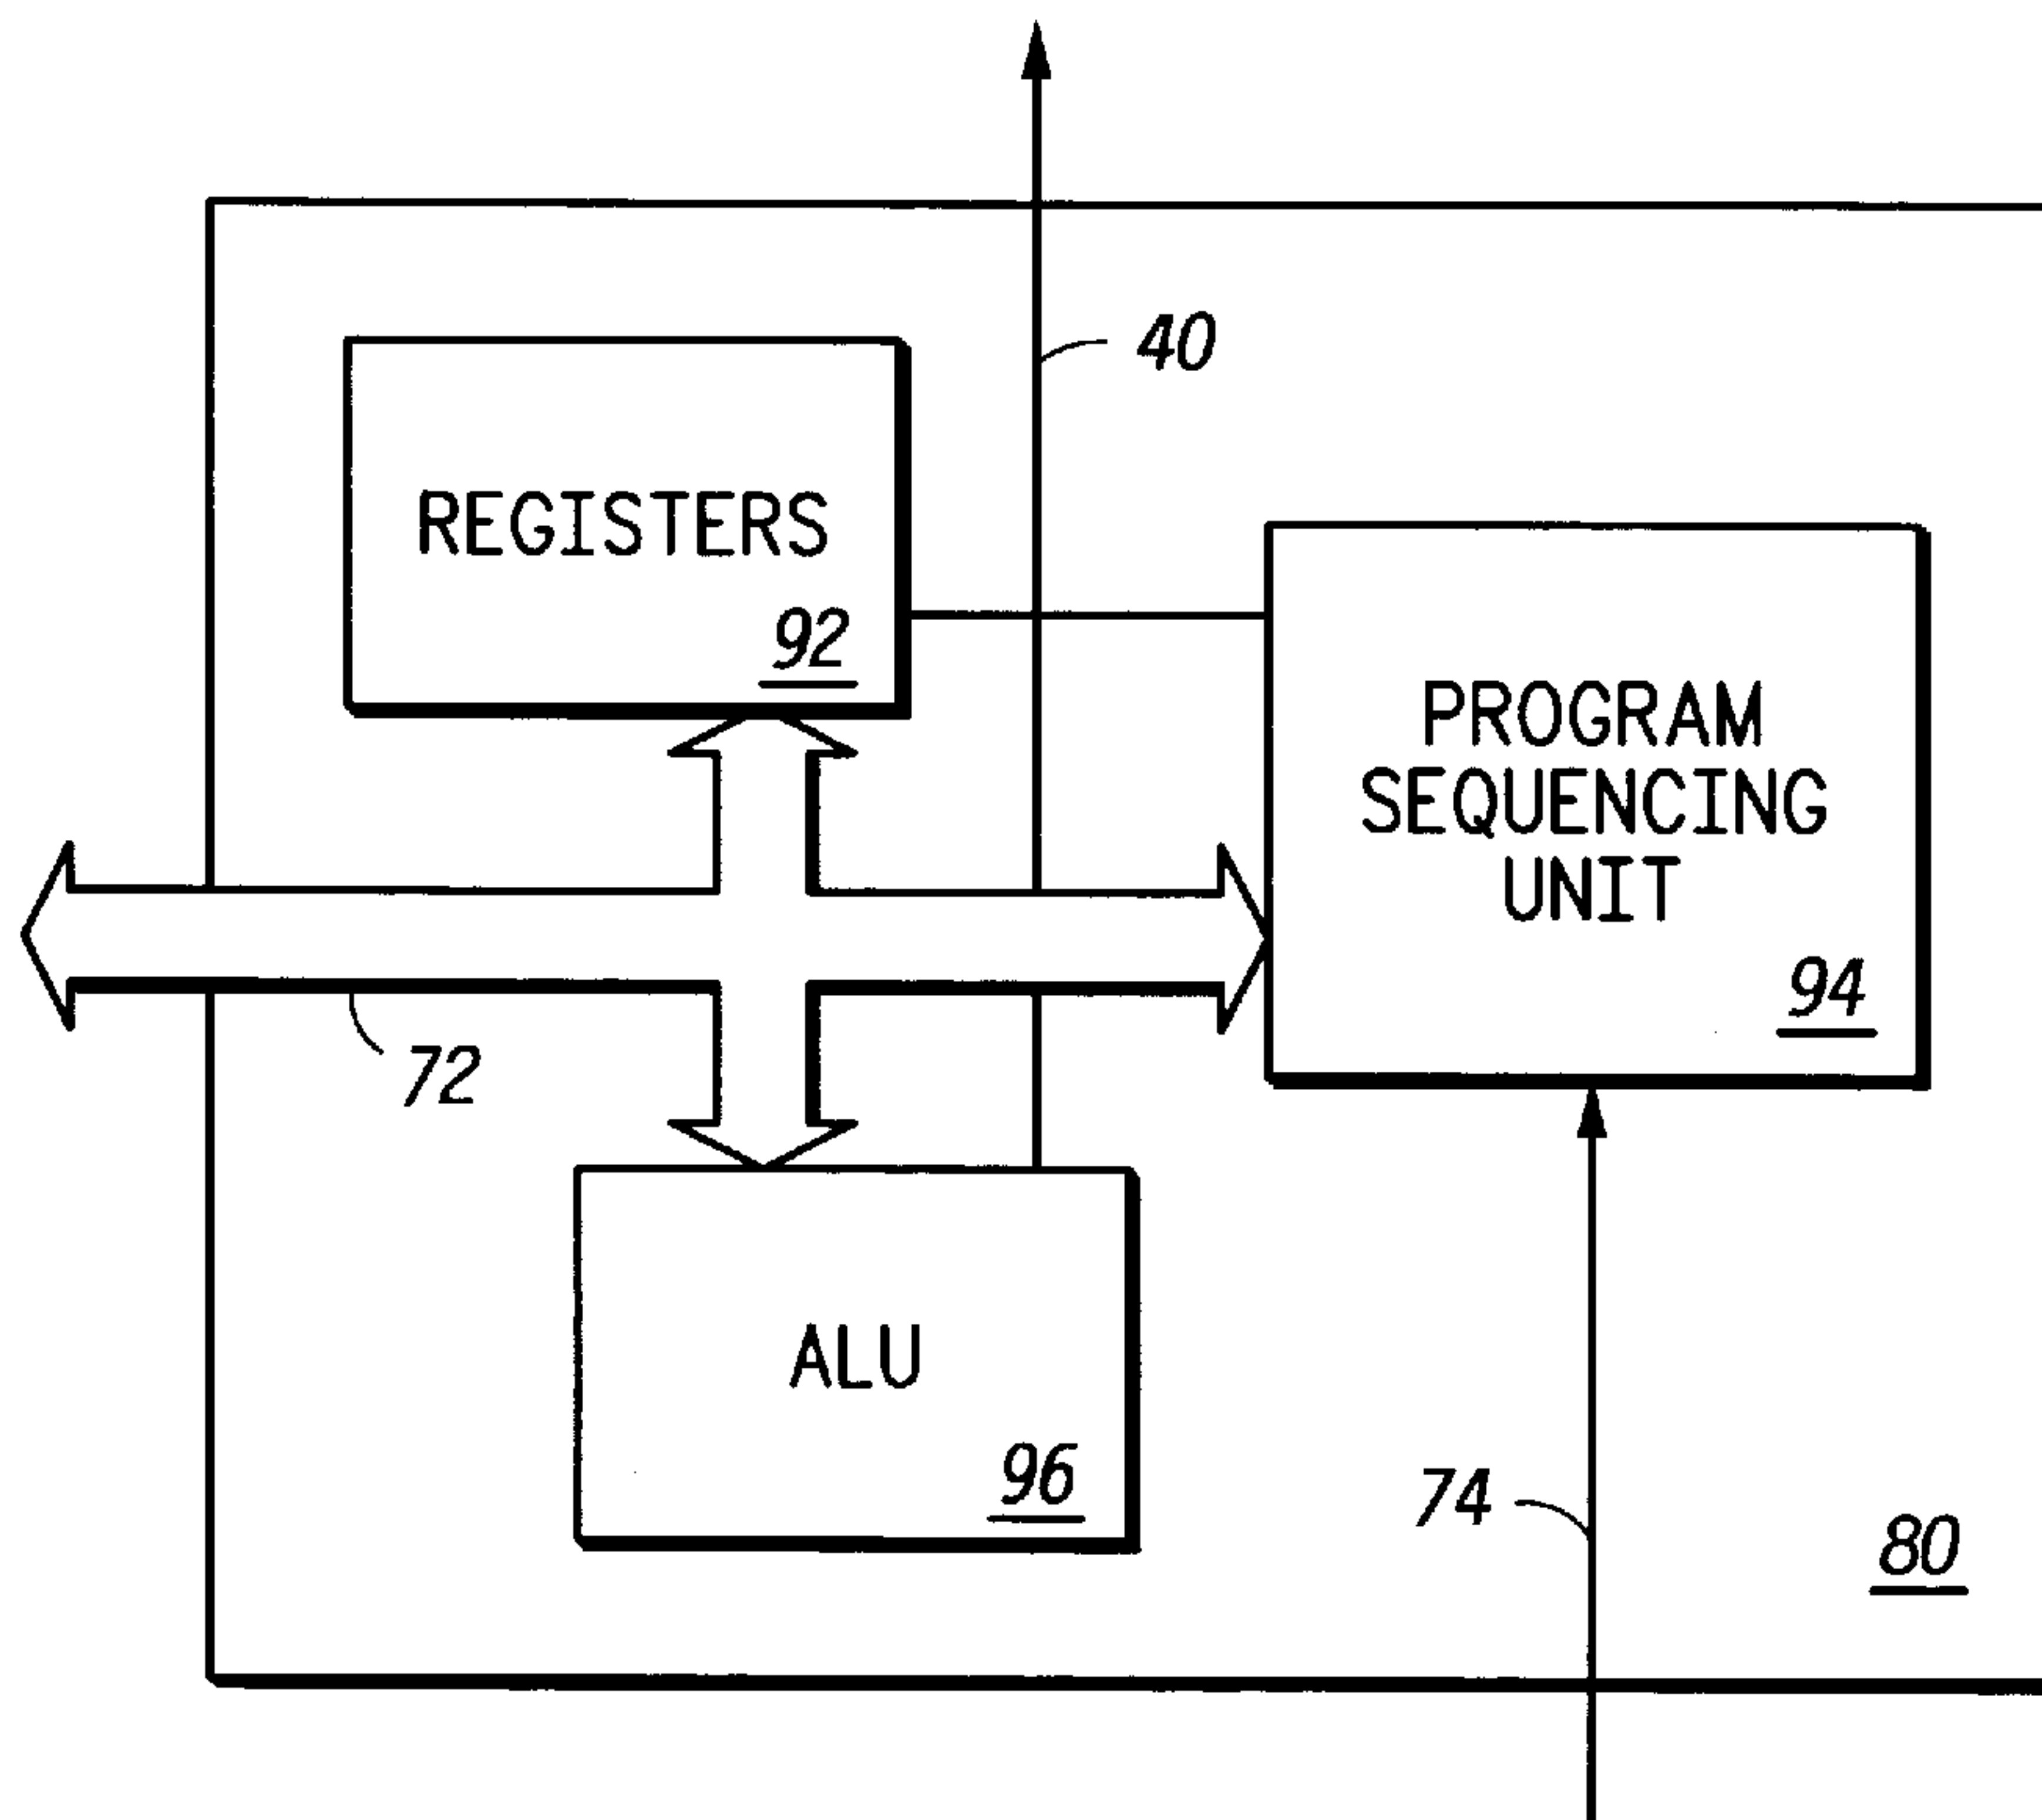 40
REGISTERS
92
PROGRAM
SEQUENCING
UNIT
94
72
ALU
96
74
80